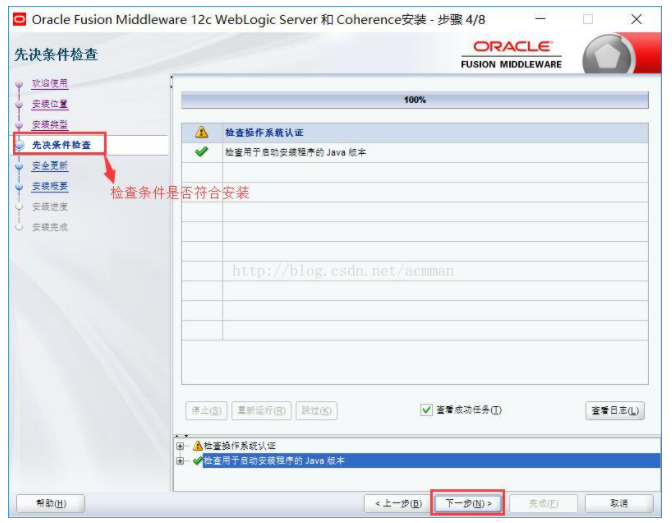 Oracle Fusion Middleware 12c WebLogic Server 和 Coherence安装 - 步骤 4/8
先决条件检查
ORACLE
FUSION MIDDLEWARE
欢迎使用
安装位置
安装类型
先决条件检查
安全更新
安装概要
安装进度
安装完成
检查条件是否符合安装
100%
检查操作系统认证
检查用于启动安装程序的 Java 版本
http://blog.csdn.net/acmman
停止(S) 重新运行(R) 跳过(K) 查看成功任务(T) 查看日志(L)
检查操作系统认证
检查用于启动安装程序的 Java 版本
帮助(H) < 上一步(B) 下一步(N) > 完成(F) 取消